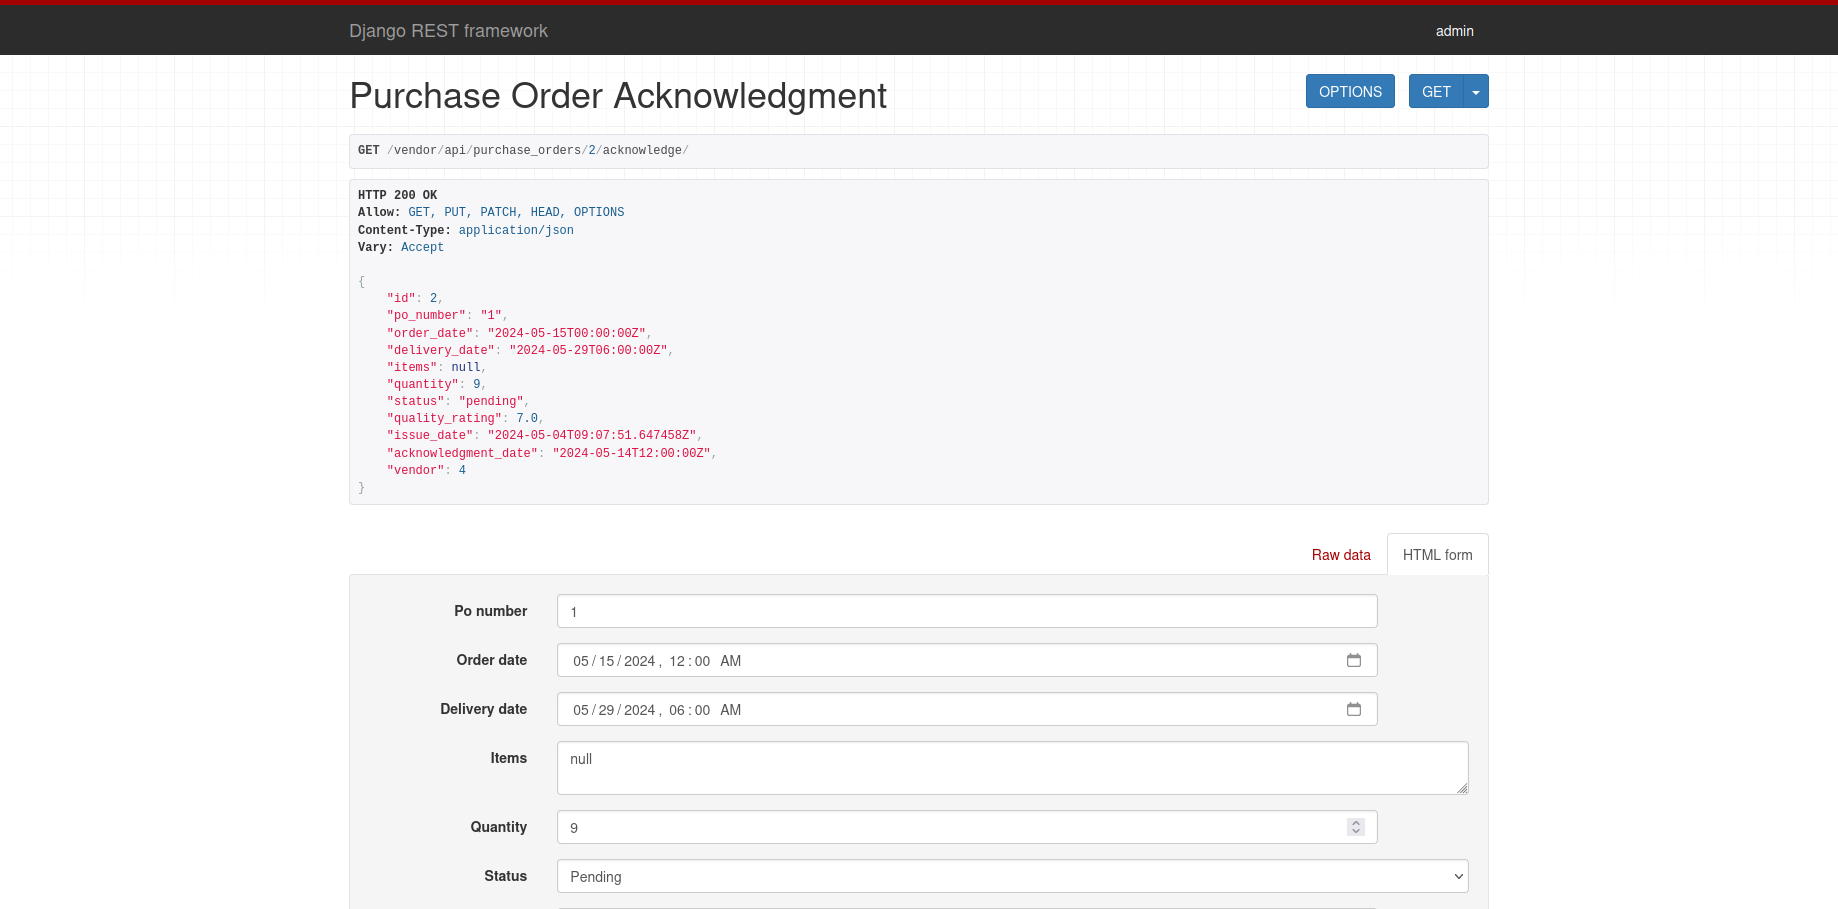 Django REST framework
admin
Purchase Order Acknowledgment
OPTIONS
GET
GET /vendor/api/purchase_orders/2/acknowledge/
HTTP 200 OK
Allow: GET, PUT, PATCH, HEAD, OPTIONS
Content-Type: application/json
Vary: Accept
{
    "id": 2,
    "po_number": "1",
    "order_date": "2024-05-15T00:00:00Z",
    "delivery_date": "2024-05-29T06:00:00Z",
    "items": null,
    "quantity": 9,
    "status": "pending",
    "quality_rating": 7.0,
    "issue_date": "2024-05-04T09:07:51.647458Z",
    "acknowledgment_date": "2024-05-14T12:00:00Z",
    "vendor": 4
}
Raw data
HTML form
Po number
1
Order date
05/15/2024, 12:00 AM
Delivery date
05/29/2024, 06:00 AM
Items
null
Quantity
9
Status
Pending